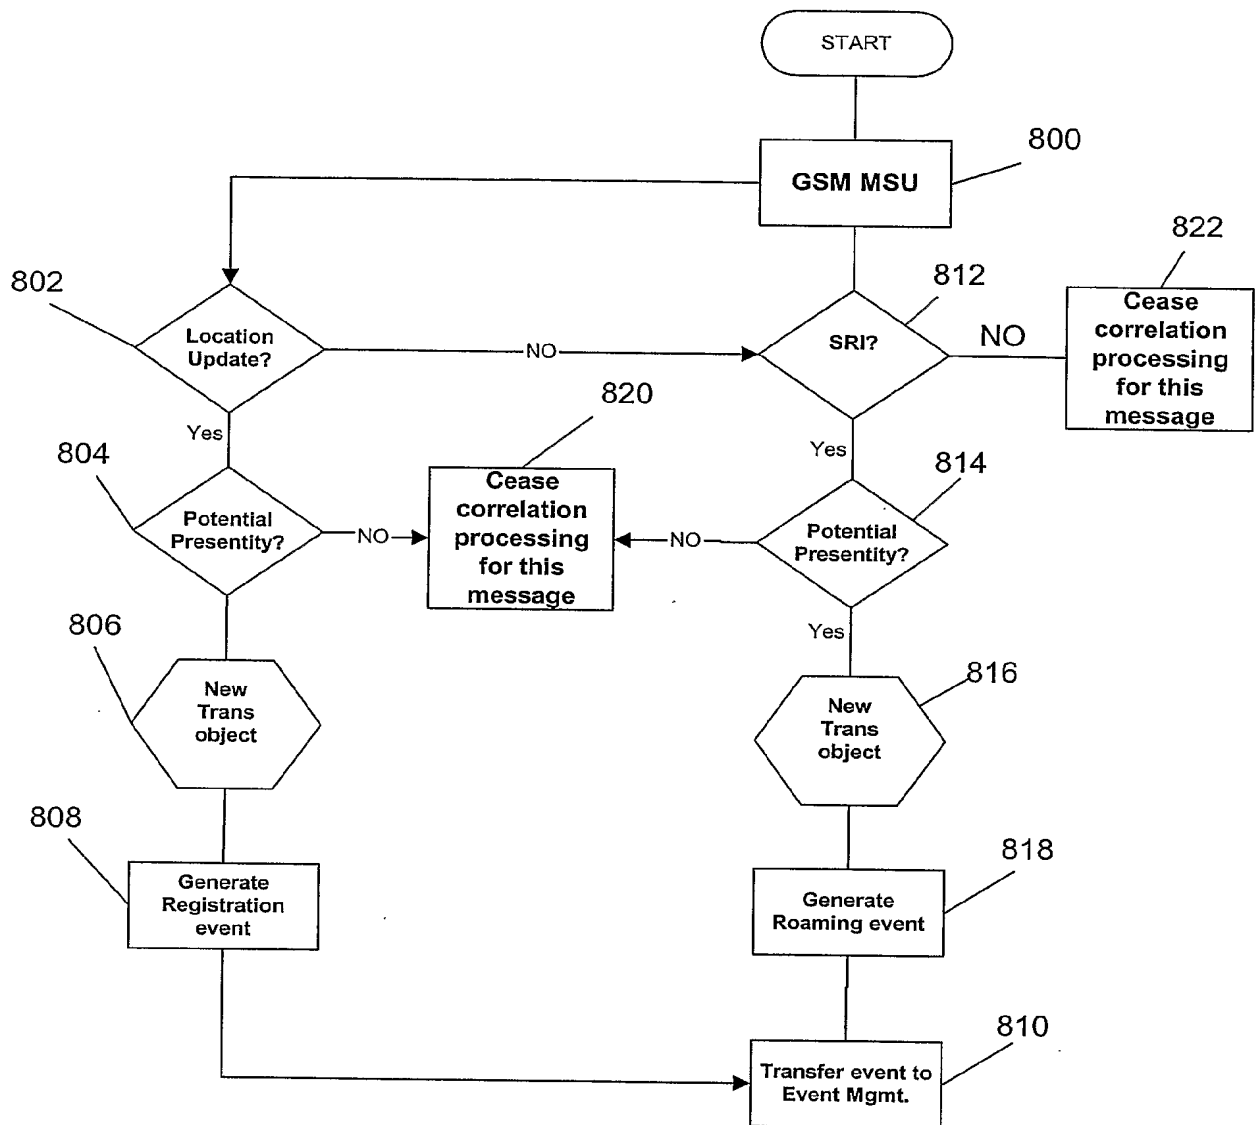 START
800
GSM MSU
822
802
812
Cease
correlation
processing
for this
message
Location
Update?
NO
SRI?
NO
820
Yes
Yes
804
814
Cease
correlation
processing
for this
message
Potential
Presentity?
NO
NO
Potential
Presentity?
806
Yes
816
New
Trans
object
New
Trans
object
808
818
Generate
Registration
event
Generate
Roaming event
810
Transfer event to
Event Mgmt.